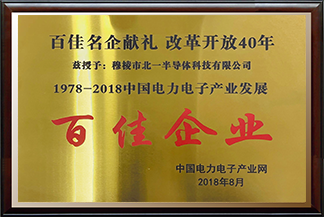 百佳名企献礼 改革开放40年
兹授予：穆棱市北一半导体科技有限公司
1978-2018中国电力电子产业发展
百佳企业
中国电力电子产业网
2018年8月